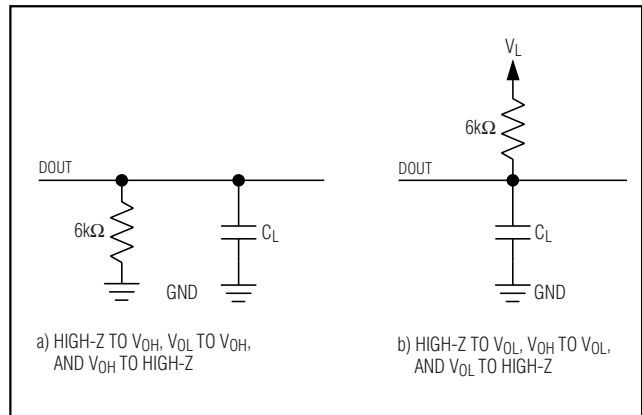 DOUT
6kΩ
C_L
GND
a) HIGH-Z TO V_OH, V_OL TO V_OH,
AND V_OH TO HIGH-Z
V_L
6kΩ
DOUT
C_L
GND
b) HIGH-Z TO V_OL, V_OH TO V_OL,
AND V_OL TO HIGH-Z